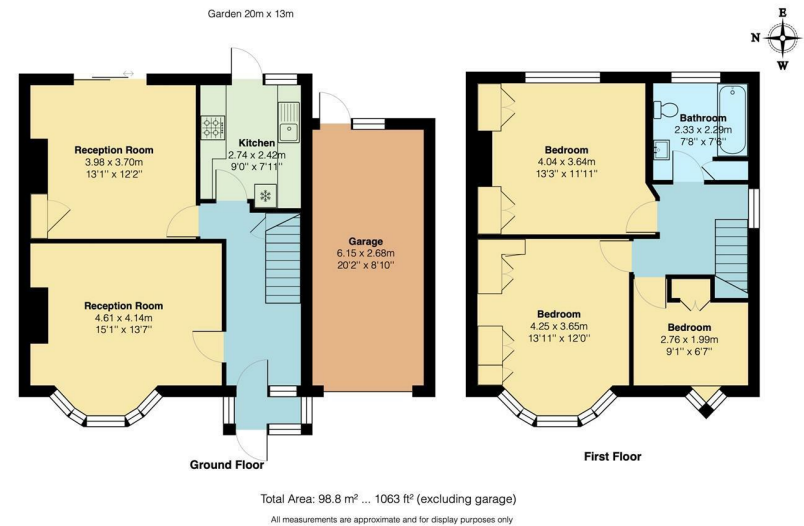 Garden 20m x 13m
E
N
W
Reception Room
3.98 x 3.70m
13'1'' x 12'2''
Kitchen
2.74 x 2.42m
9'0'' x 7'11''
Garage
6.15 x 2.68m
20'2'' x 8'10''
Reception Room
4.61 x 4.14m
15'1'' x 13'7''
Ground Floor
Bedroom
4.04 x 3.64m
13'3'' x 11'11''
Bathroom
2.33 x 2.29m
7'8'' x 7'6''
Bedroom
4.25 x 3.65m
13'11'' x 12'0''
Bedroom
2.76 x 1.99m
9'1'' x 6'7''
First Floor
Total Area: 98.8 m² ... 1063 ft² (excluding garage)
All measurements are approximate and for display purposes only